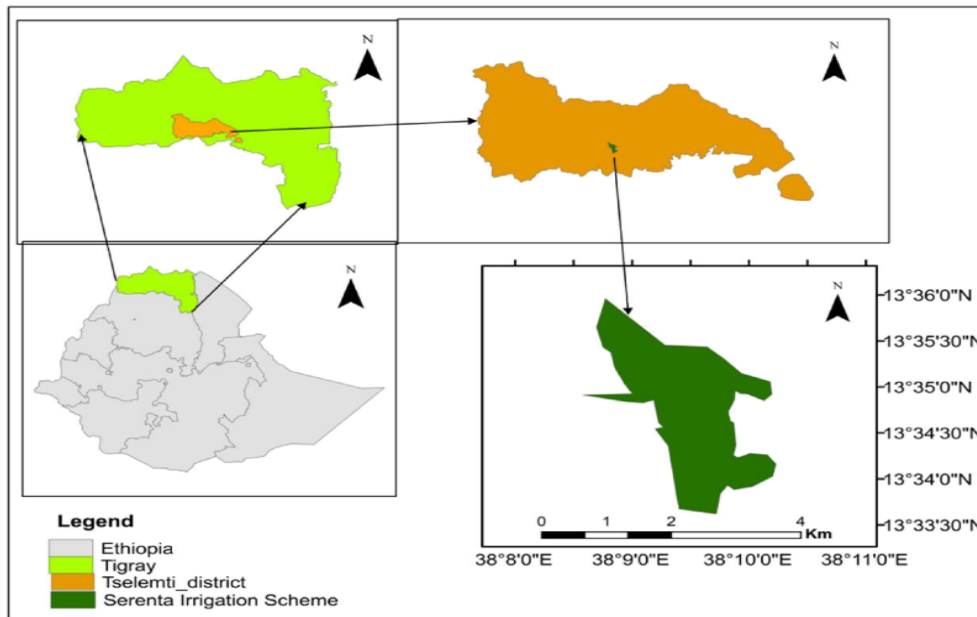 N
N
N
N
13°36'0"N
13°35'30"N
13°35'0"N
13°34'30"N
13°34'0"N
13°33'30"N
0 1 2 4
Km
38°8'0"E 38°9'0"E 38°10'0"E 38°11'0"E
Legend
Ethiopia
Tigray
Tselemti_district
Serenta Irrigation Scheme